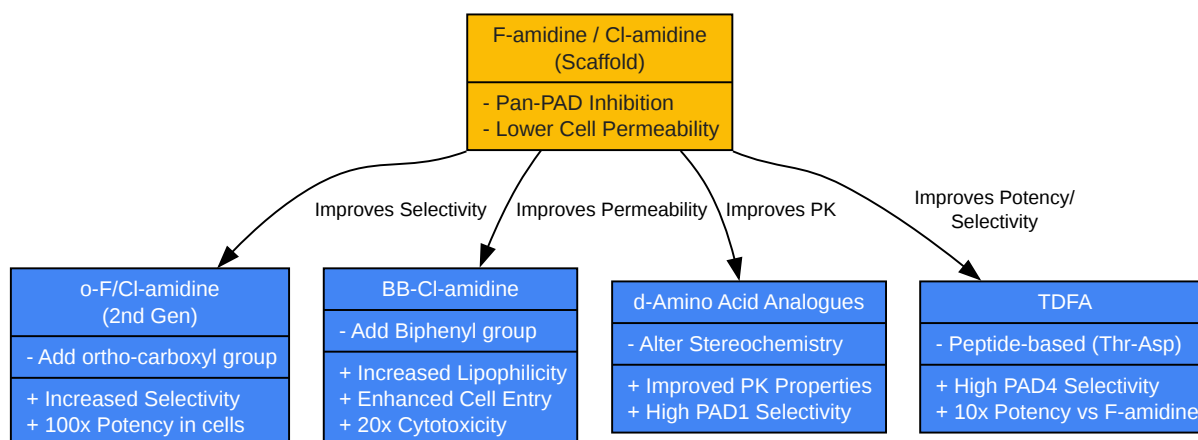 F-amidine / Cl-amidine
(Scaffold)
- Pan-PAD Inhibition
- Lower Cell Permeability
Improves Selectivity
Improves Permeability
Improves PK
Improves Potency/
Selectivity
o-F/Cl-amidine
(2nd Gen)
- Add ortho-carboxyl group
+ Increased Selectivity
+ 100x Potency in cells
BB-Cl-amidine
- Add Biphenyl group
+ Increased Lipophilicity
+ Enhanced Cell Entry
+ 20x Cytotoxicity
d-Amino Acid Analogues
- Alter Stereochemistry
+ Improved PK Properties
+ High PAD1 Selectivity
TDFA
- Peptide-based (Thr-Asp)
+ High PAD4 Selectivity
+ 10x Potency vs F-amidine